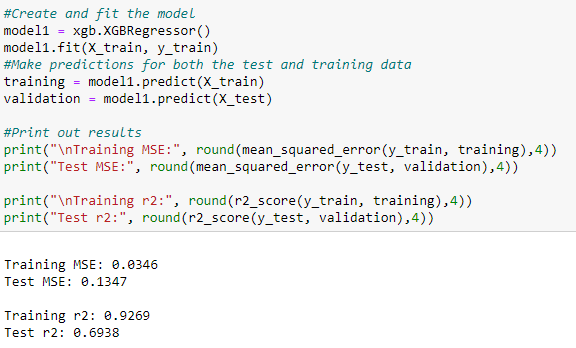 #Create and fit the model
model1 = xgb.XGBRegressor()
model1.fit(X_train, y_train)
#Make predictions for both the test and training data
training = model1.predict(X_train)
validation = model1.predict(X_test)
#Print out results
print("\nTraining MSE:", round(mean_squared_error(y_train, training),4))
print("Test MSE:", round(mean_squared_error(y_test, validation),4))
print("\nTraining r2:", round(r2_score(y_train, training),4))
print("Test r2:", round(r2_score(y_test, validation),4))
Training MSE: 0.0346
Test MSE: 0.1347
Training r2: 0.9269
Test r2: 0.6938